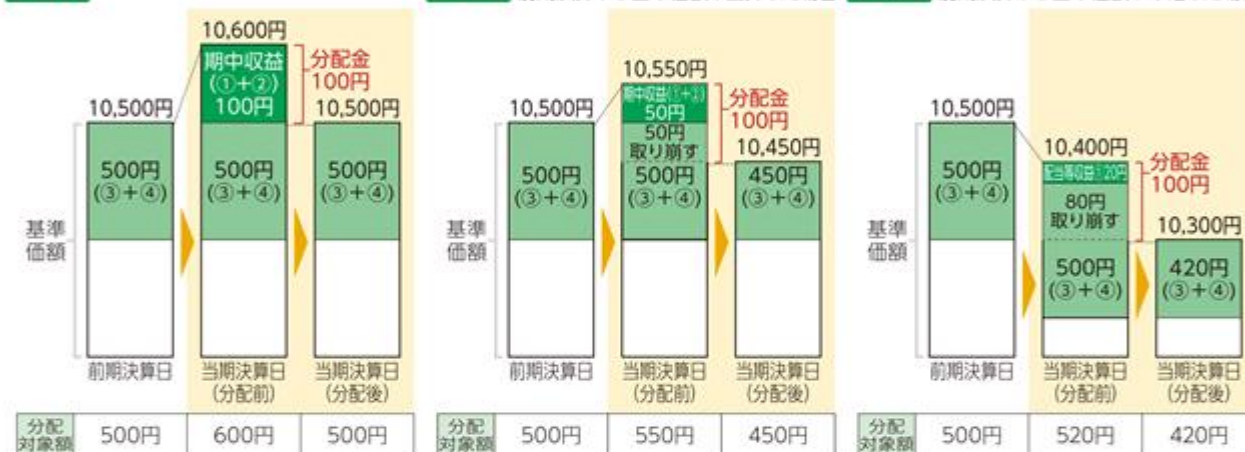 10,600円
期中収益
(①+②)
100円
分配金
100円
10,500円
10,500円
500円
(③+④)
500円
(③+④)
500円
(③+④)
基準
価額
前期決算日
当期決算日
(分配前)
当期決算日
(分配後)
分配
対象額
500円
600円
500円
10,550円
期中収益(①+②)
50円
分配金
100円
10,500円
50円
取り崩す
10,450円
500円
(③+④)
500円
(③+④)
450円
(③+④)
基準
価額
前期決算日
当期決算日
(分配前)
当期決算日
(分配後)
分配
対象額
500円
550円
450円
10,500円
10,400円
配当等収益① 20円
分配金
100円
80円
取り崩す
10,300円
500円
(③+④)
500円
(③+④)
420円
(③+④)
基準
価額
前期決算日
当期決算日
(分配前)
当期決算日
(分配後)
分配
対象額
500円
520円
420円